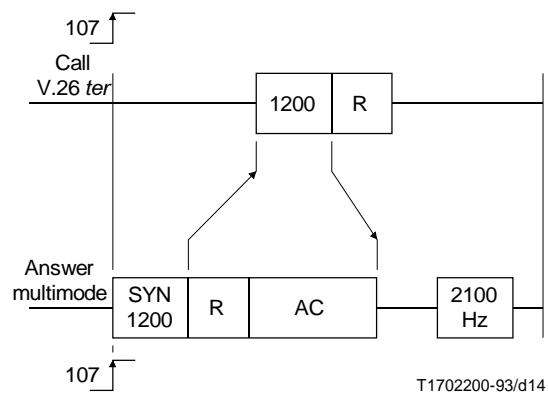 107
Call
V.26 ter
1200 R
Answer
multimode
SYN
1200
R
AC
2100
Hz
107
T1702200-93/d14